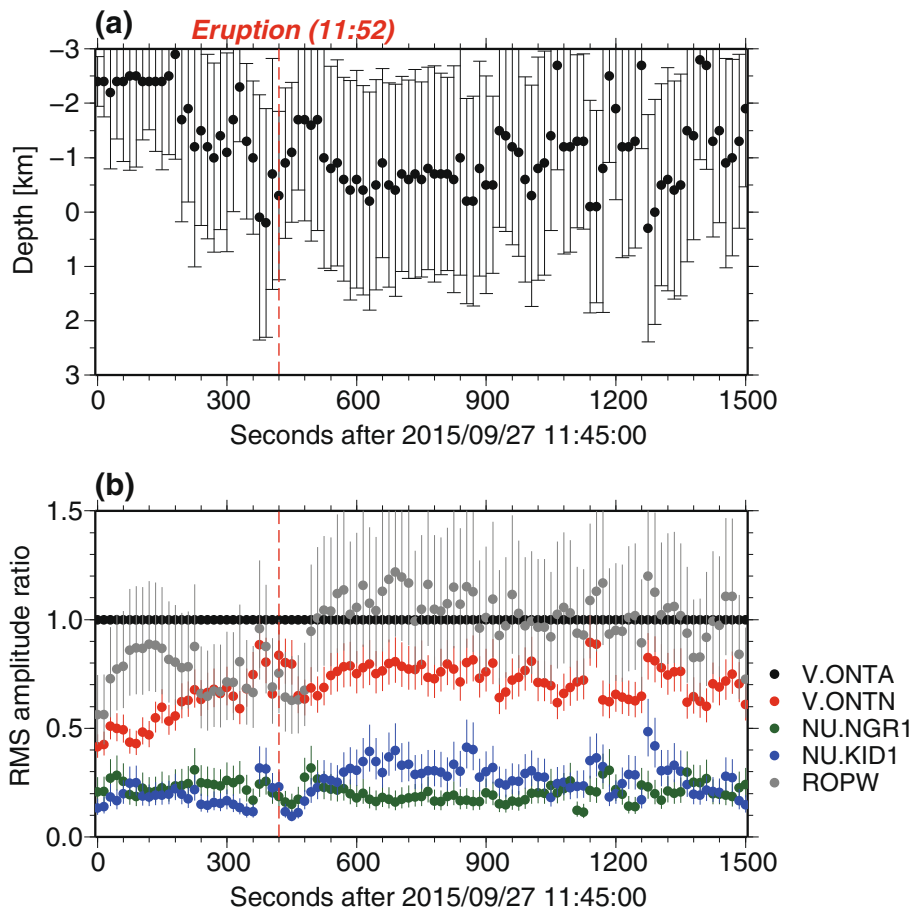 (a)
Eruption (11:52)
−3
−2
−1
0
1
2
3
Depth [km]
0 300 600 900 1200 1500
Seconds after 2015/09/27 11:45:00
(b)
1.5
1.0
0.5
0.0
RMS amplitude ratio
V.ONTA
V.ONTN
NU.NGR1
NU.KID1
ROPW
0 300 600 900 1200 1500
Seconds after 2015/09/27 11:45:00